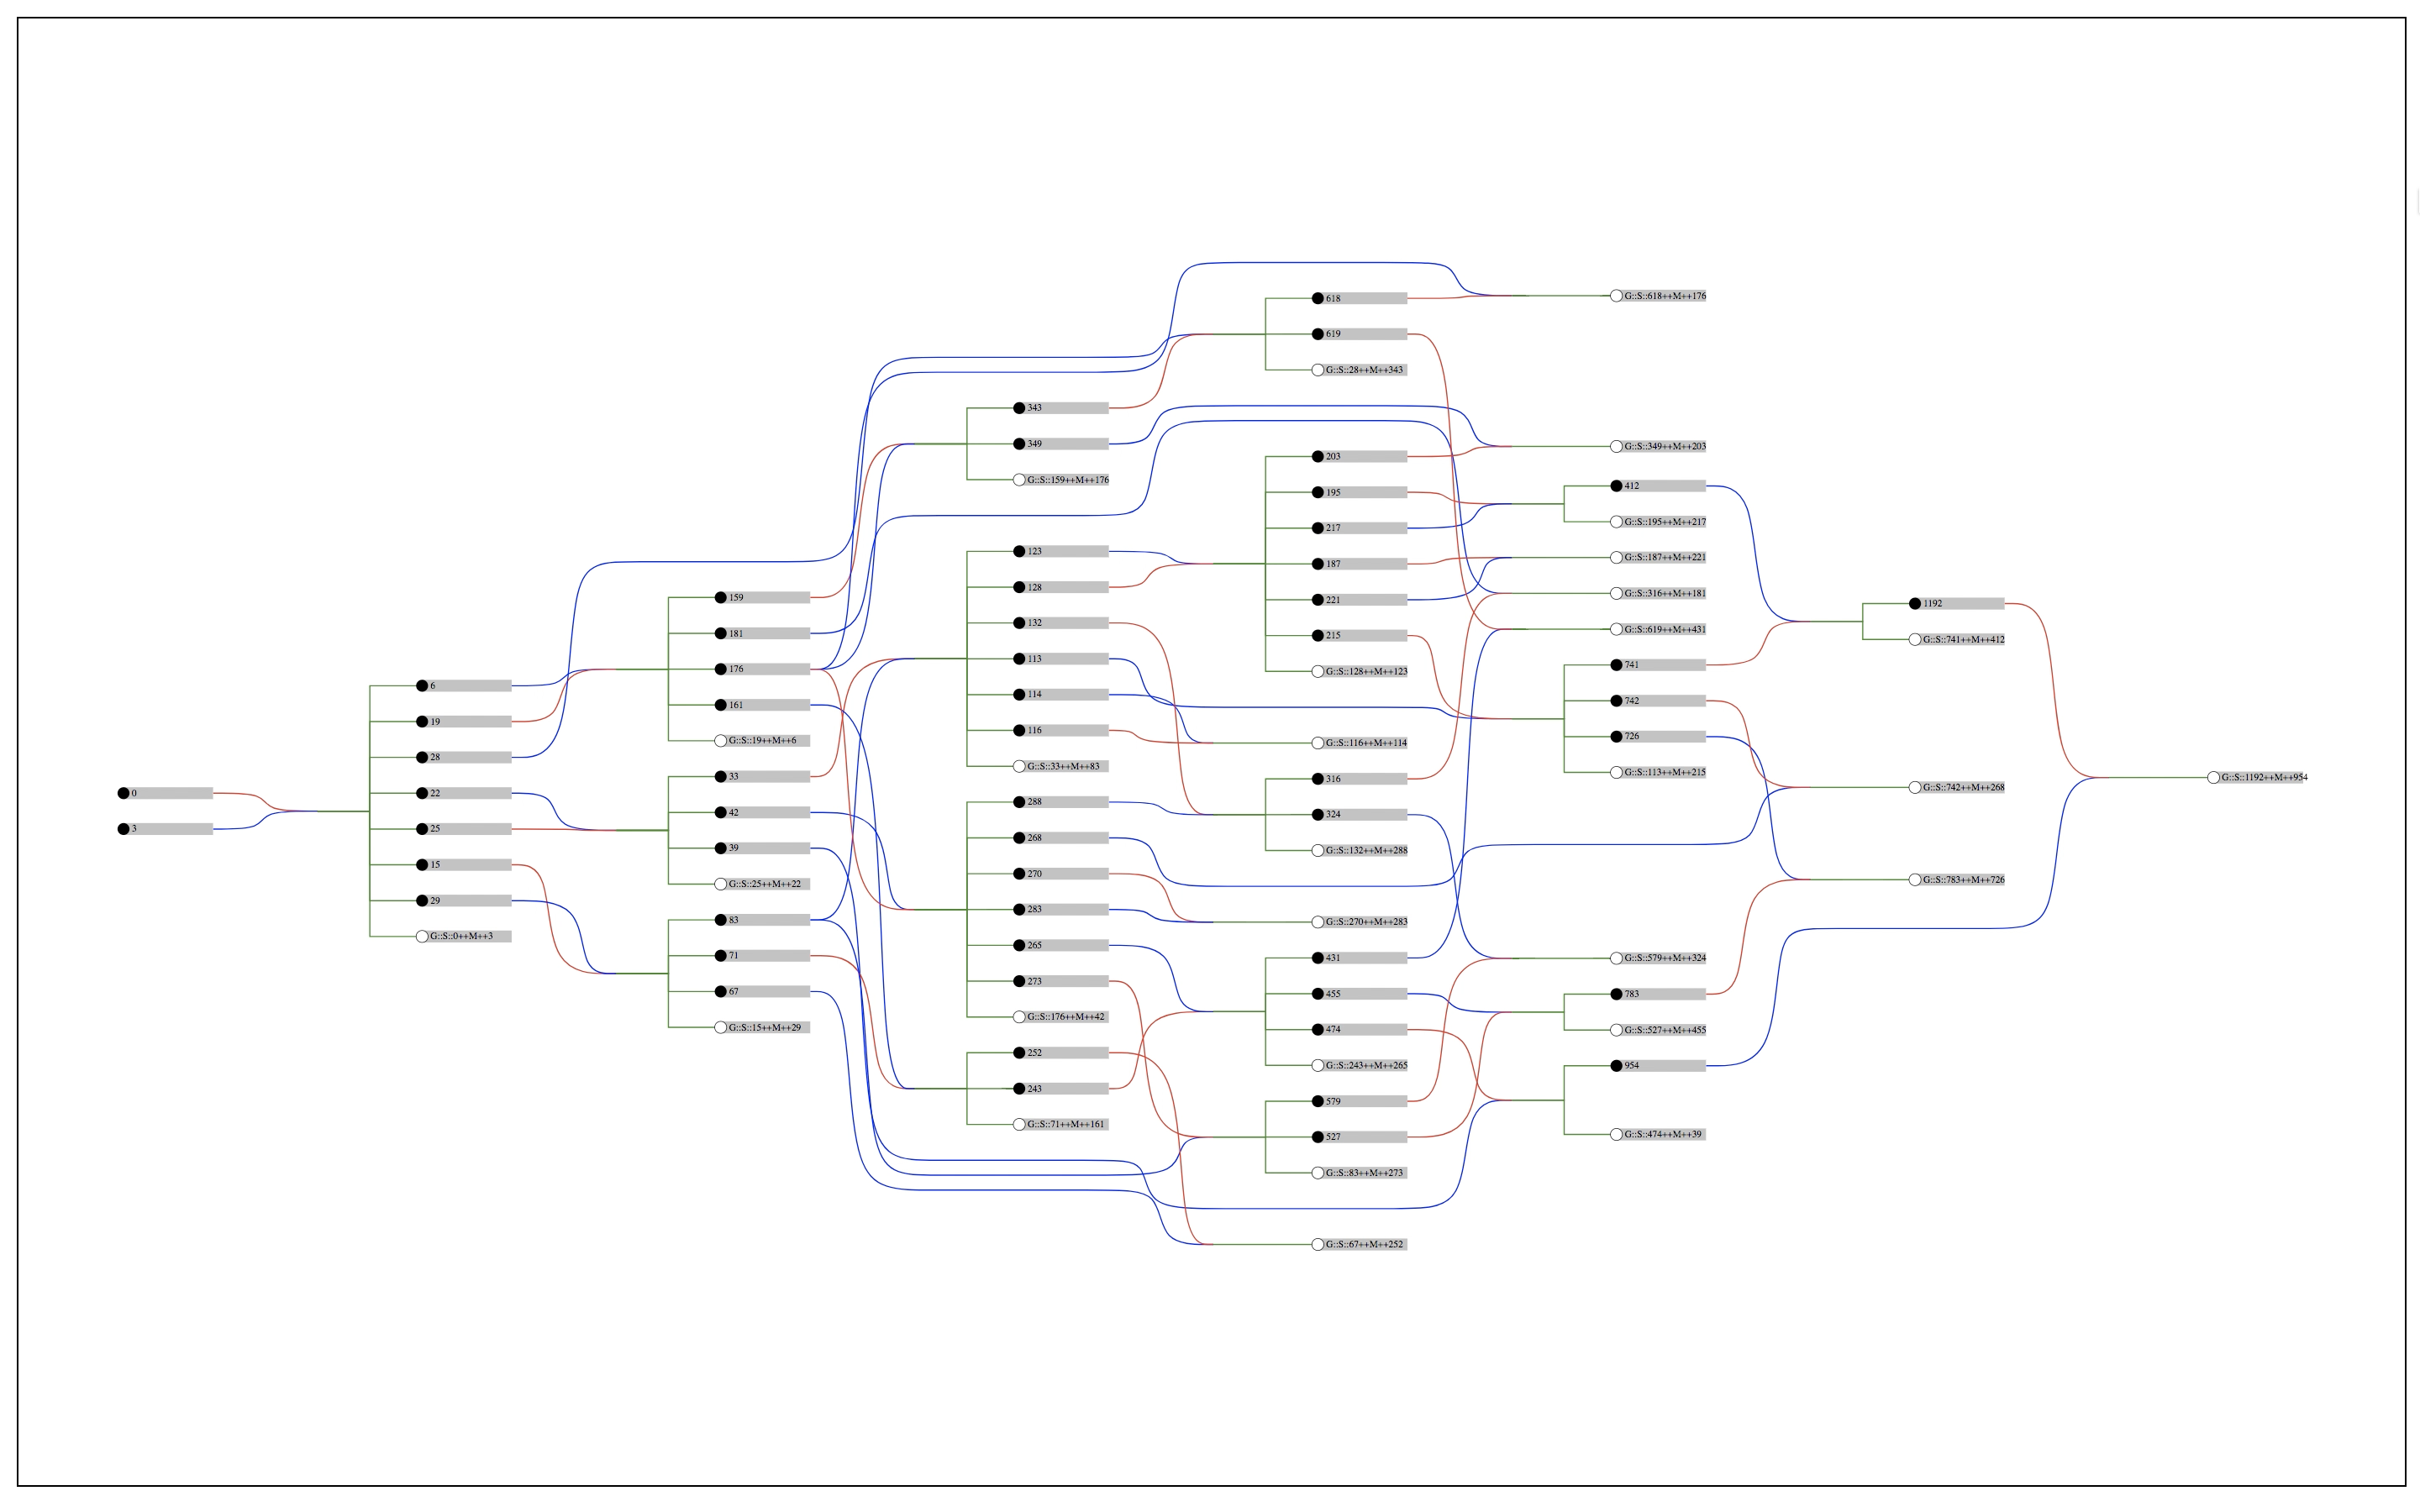 0
3
6
19
28
22
25
15
29
G::S::0++M++3
159
181
176
161
G::S::19++M++6
33
42
39
G::S::25++M++22
83
71
67
G::S::15++M++29
343
349
G::S::159++M++176
123
128
132
113
114
116
G::S::33++M++83
288
268
270
283
265
273
G::S::176++M++42
252
243
G::S::71++M++161
618
619
G::S::28++M++343
203
195
217
187
221
215
G::S::128++M++123
G::S::116++M++114
316
324
G::S::132++M++288
G::S::270++M++283
431
455
474
G::S::243++M++265
579
527
G::S::83++M++273
G::S::67++M++252
G::S::618++M++176
G::S::349++M++203
412
G::S::195++M++217
G::S::187++M++221
G::S::316++M++181
G::S::619++M++431
741
742
726
G::S::113++M++215
G::S::579++M++324
783
G::S::527++M++455
954
G::S::474++M++39
1192
G::S::741++M++412
G::S::742++M++268
G::S::783++M++726
G::S::1192++M++954